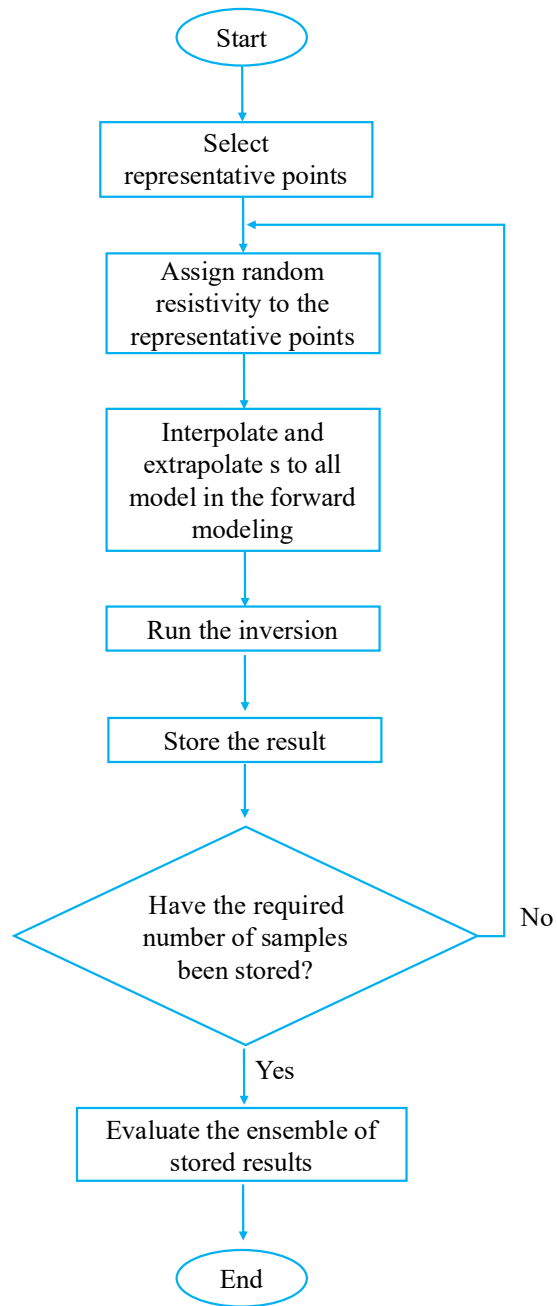 Start
Select
representative points
Assign random
resistivity to the
representative points
Interpolate and
extrapolate s to all
model in the forward
modeling
Run the inversion
Store the result
Have the required
number of samples
been stored?
No
Yes
Evaluate the ensemble of
stored results
End